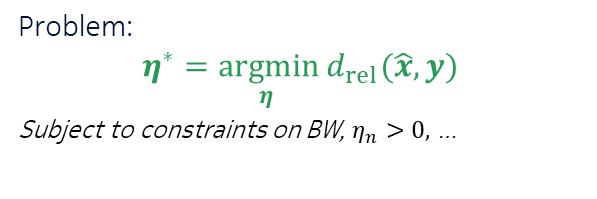 Problem:
𝜼* = argmin d_rel(x̂, y)
𝜼
Subject to constraints on BW, η_n > 0, ...